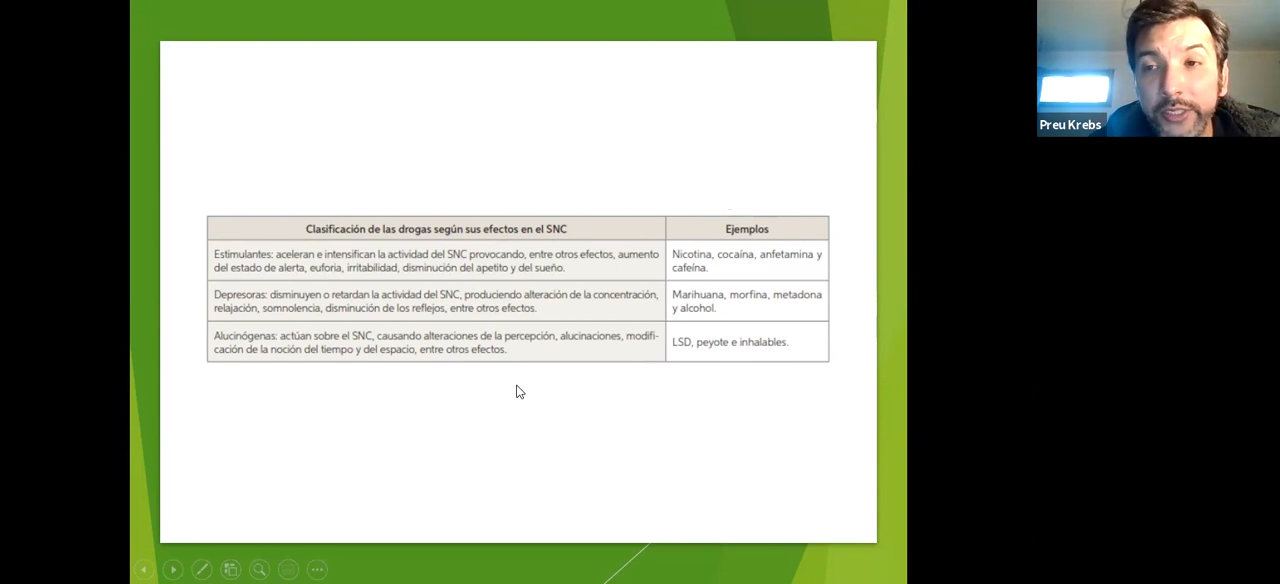 Preu Krebs
Clasificación de las drogas según sus efectos en el SNC
Ejemplos
Estimulantes: aceleran e intensifican la actividad del SNC provocando, entre otros efectos, aumento
del estado de alerta, euforia, irritabilidad, disminución del apetito y del sueño.
Nicotina, cocaína, anfetamina y
cafeína.
Depresoras: disminuyen o retardan la actividad del SNC, produciendo alteración de la concentración,
relajación, somnolencia, disminución de los reflejos, entre otros efectos.
Marihuana, morfina, metadona
y alcohol.
Alucinógenas: actúan sobre el SNC, causando alteraciones de la percepción, alucinaciones, modifi-
cación de la noción del tiempo y del espacio, entre otros efectos.
LSD, peyote e inhalables.